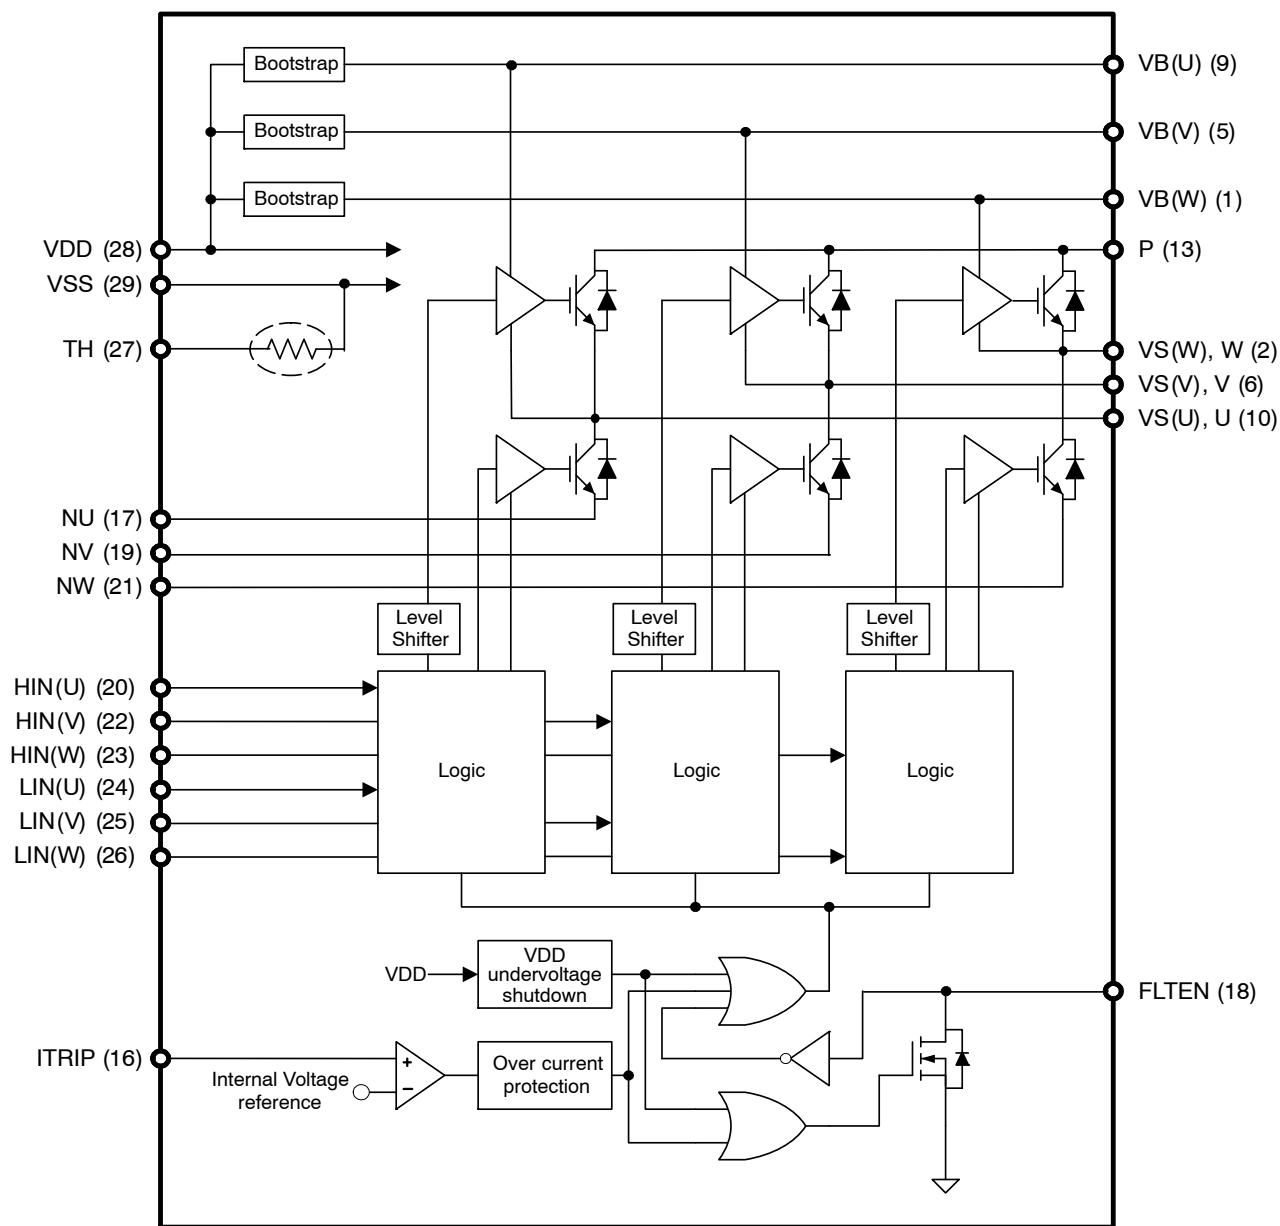 Bootstrap
VB(U) (9)
Bootstrap
VB(V) (5)
Bootstrap
VB(W) (1)
VDD (28)
P (13)
VSS (29)
TH (27)
VS(W), W (2)
VS(V), V (6)
VS(U), U (10)
NU (17)
NV (19)
NW (21)
Level
Shifter
Level
Shifter
Level
Shifter
HIN(U) (20)
HIN(V) (22)
HIN(W) (23)
LIN(U) (24)
LIN(V) (25)
LIN(W) (26)
Logic
Logic
Logic
VDD
VDD
undervoltage
shutdown
FLTEN (18)
ITRIP (16)
+
−
Internal Voltage
reference
Over current
protection